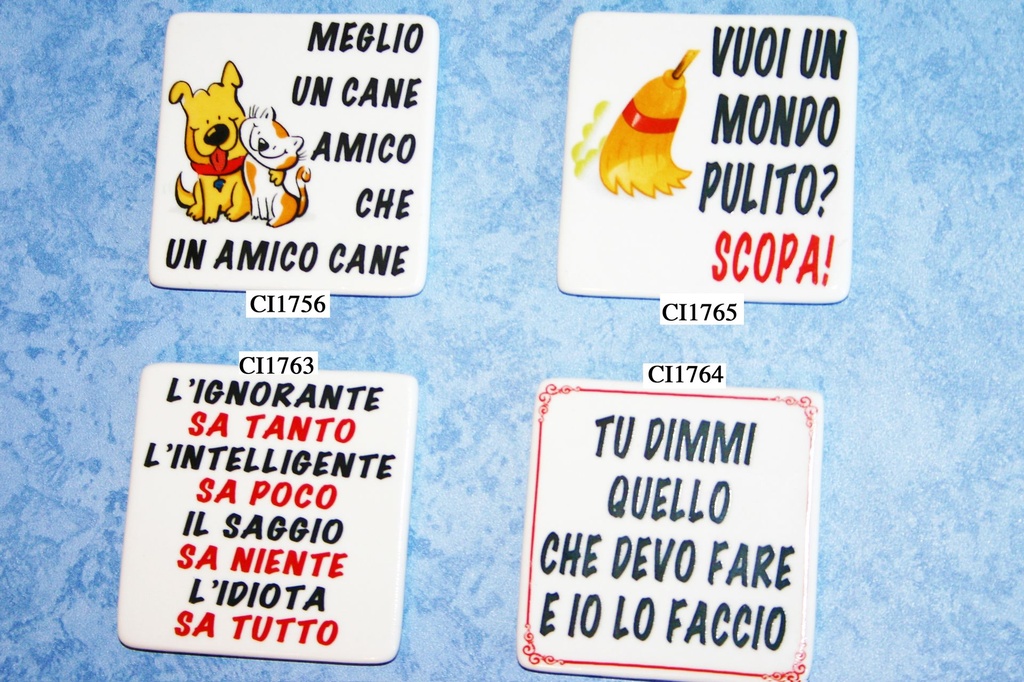 MEGLIO
UN CANE
AMICO
CHE
UN AMICO CANE
CI1756
VUOI UN
MONDO
PULITO?
SCOPA!
CI1765
CI1763
L'IGNORANTE
SA TANTO
L'INTELLIGENTE
SA POCO
IL SAGGIO
SA NIENTE
L'IDIOTA
SA TUTTO
CI1764
TU DIMMI
QUELLO
CHE DEVO FARE
E IO LO FACCIO